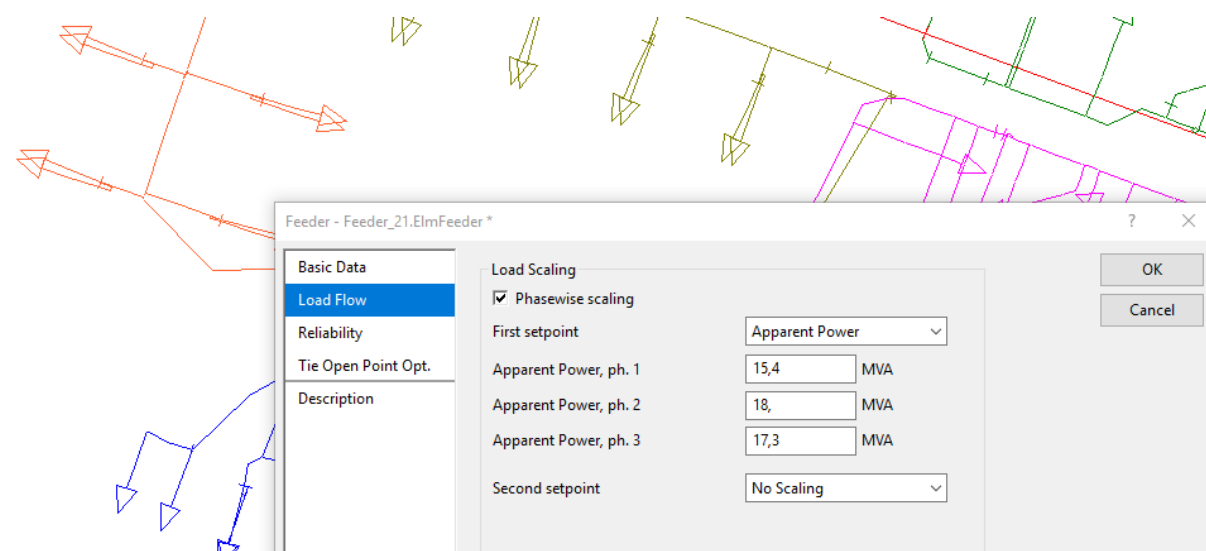 Feeder - Feeder_21.ElmFeeder *
Basic Data
Load Flow
Reliability
Tie Open Point Opt.
Description
Load Scaling
Phasewise scaling
First setpoint Apparent Power
Apparent Power, ph. 1 15,4 MVA
Apparent Power, ph. 2 18, MVA
Apparent Power, ph. 3 17,3 MVA
Second setpoint No Scaling
? ×
OK
Cancel